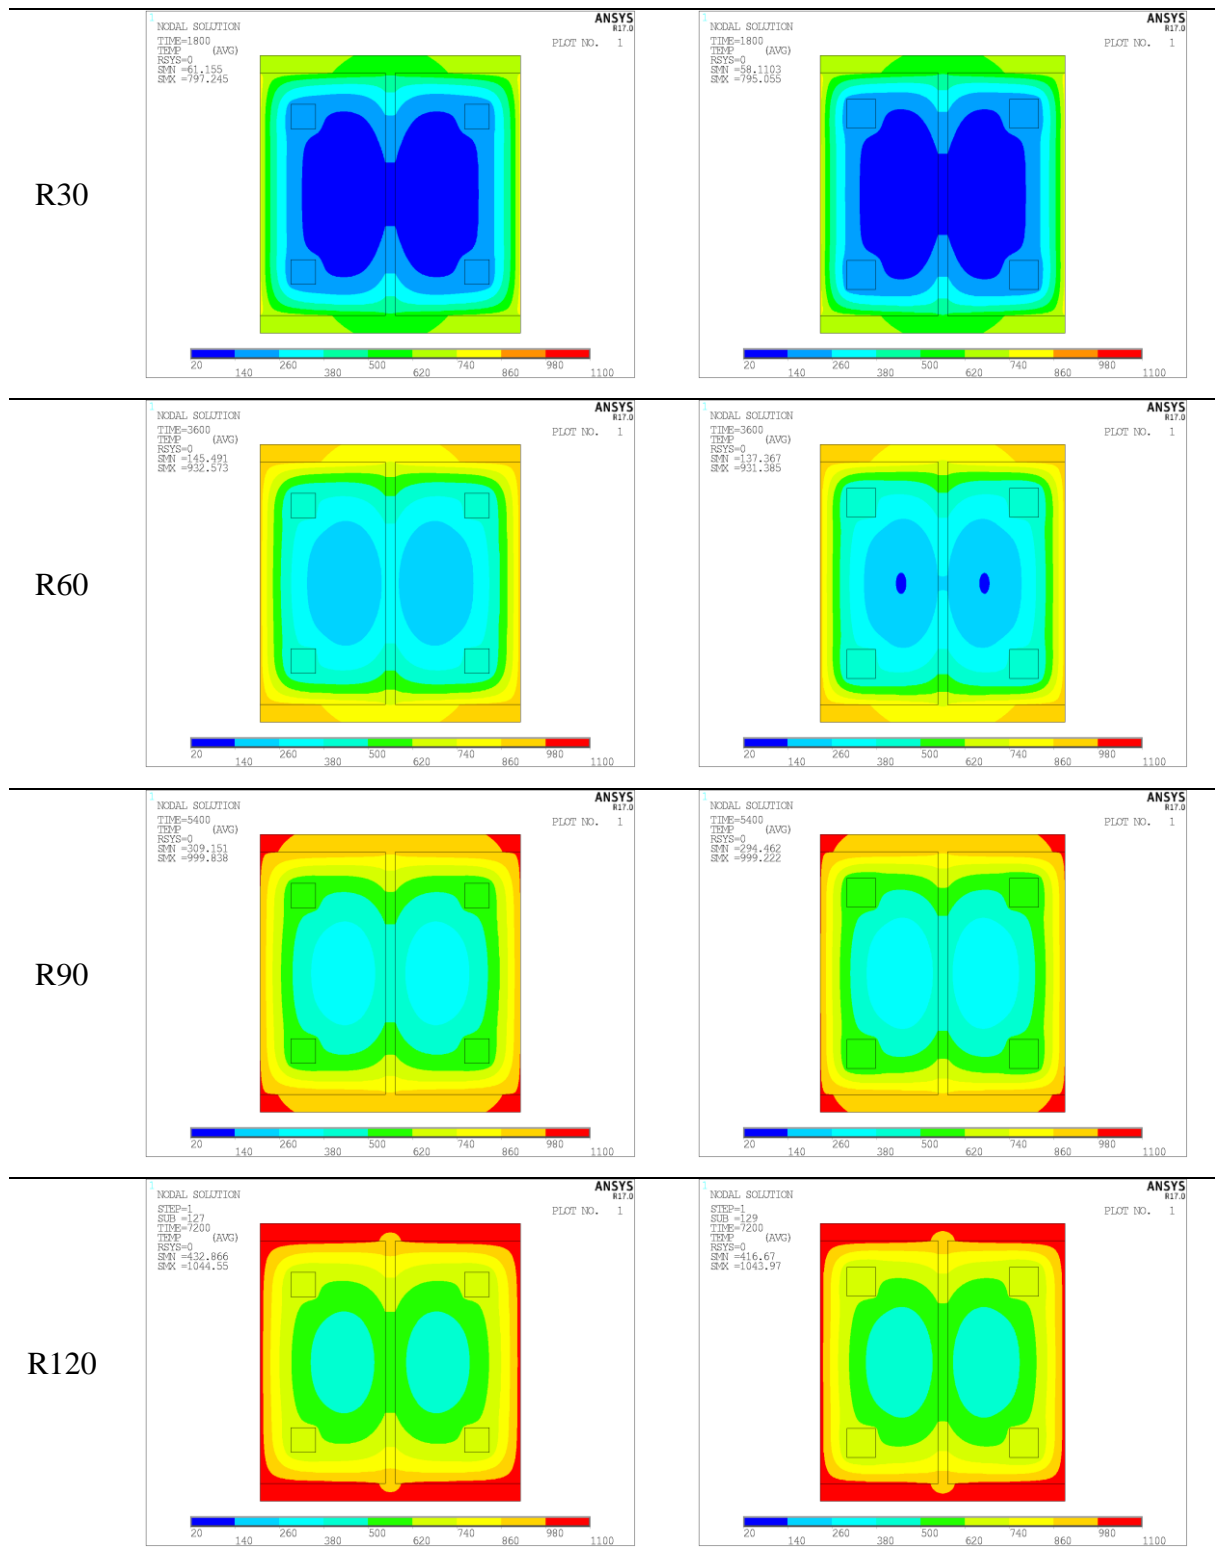 1
NODAL SOLUTION
TIME=1800
TEMP (AVG)
RSYS=0
SMN =61.155
SMX =797.245
ANSYS
R17.0
PLOT NO. 1
20 140 260 380 500 620 740 860 980 1100
1
NODAL SOLUTION
TIME=1800
TEMP (AVG)
RSYS=0
SMN =58.1103
SMX =795.055
ANSYS
R17.0
PLOT NO. 1
20 140 260 380 500 620 740 860 980 1100
R30
1
NODAL SOLUTION
TIME=3600
TEMP (AVG)
RSYS=0
SMN =145.491
SMX =932.573
ANSYS
R17.0
PLOT NO. 1
20 140 260 380 500 620 740 860 980 1100
1
NODAL SOLUTION
TIME=3600
TEMP (AVG)
RSYS=0
SMN =137.367
SMX =931.385
ANSYS
R17.0
PLOT NO. 1
20 140 260 380 500 620 740 860 980 1100
R60
1
NODAL SOLUTION
TIME=5400
TEMP (AVG)
RSYS=0
SMN =309.151
SMX =999.838
ANSYS
R17.0
PLOT NO. 1
20 140 260 380 500 620 740 860 980 1100
1
NODAL SOLUTION
TIME=5400
TEMP (AVG)
RSYS=0
SMN =294.462
SMX =999.222
ANSYS
R17.0
PLOT NO. 1
20 140 260 380 500 620 740 860 980 1100
R90
1
NODAL SOLUTION
STEP=1
SUB =127
TIME=7200
TEMP (AVG)
RSYS=0
SMN =432.866
SMX =1044.55
ANSYS
R17.0
PLOT NO. 1
20 140 260 380 500 620 740 860 980 1100
1
NODAL SOLUTION
STEP=1
SUB =129
TIME=7200
TEMP (AVG)
RSYS=0
SMN =416.67
SMX =1043.97
ANSYS
R17.0
PLOT NO. 1
20 140 260 380 500 620 740 860 980 1100
R120